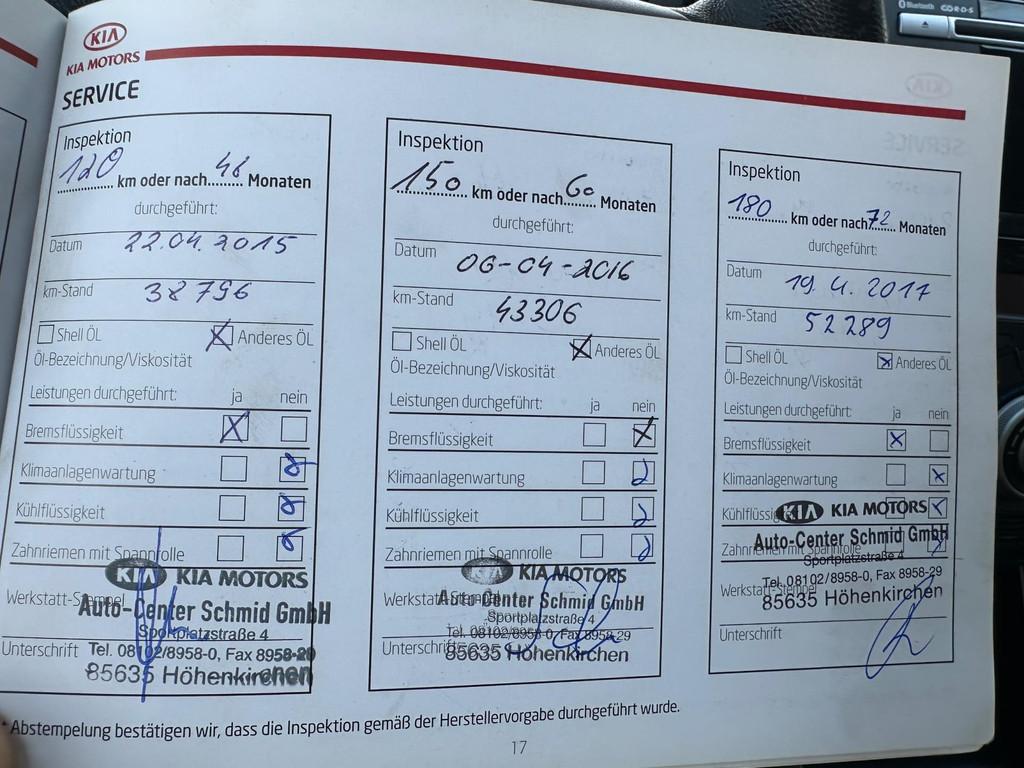 Bluetooth CD-R-D-S
KIA
KIA MOTORS
SERVICE
Inspektion
120 km oder nach 48 Monaten
durchgeführt:
Datum 22.04.2015
km-Stand 38796
Shell ÖL Anderes ÖL
Öl-Bezeichnung/Viskosität
Leistungen durchgeführt: ja nein
Bremsflüssigkeit
Klimaanlagenwartung
Kühlflüssigkeit
Zahnriemen mit Spannrolle
KIA KIA MOTORS
Werkstatt-Stempel
Auto-Center Schmid GmbH
Sportplatzstraße 4
Unterschrift
Tel. 08102/8958-0, Fax 8958-29
85635 Höhenkirchen
Inspektion
150 km oder nach 60 Monaten
durchgeführt:
Datum 06-04-2016
km-Stand 43306
Shell ÖL Anderes ÖL
Öl-Bezeichnung/Viskosität
Leistungen durchgeführt: ja nein
Bremsflüssigkeit
Klimaanlagenwartung
Kühlflüssigkeit
Zahnriemen mit Spannrolle
KIA MOTORS
Auto-Center Schmid GmbH
Sportplatzstraße 4
Tel. 08102/8958-0, Fax 8958-29
Unterschrift
85635 Höhenkirchen
Inspektion
180 km oder nach 72 Monaten
durchgeführt:
Datum 19.4.2017
km-Stand 52289
Shell ÖL Anderes ÖL
Öl-Bezeichnung/Viskosität
Leistungen durchgeführt: ja nein
Bremsflüssigkeit
Klimaanlagenwartung
KIA KIA MOTORS
Auto-Center Schmid GmbH
Zahnriemen mit Spannrolle
Sportplatzstraße 4
Tel. 08102/8958-0, Fax 8958-29
Werkstatt-Stempel
85635 Höhenkirchen
Unterschrift
* Abstempelung bestätigen wir, dass die Inspektion gemäß der Herstellervorgabe durchgeführt wurde.
17